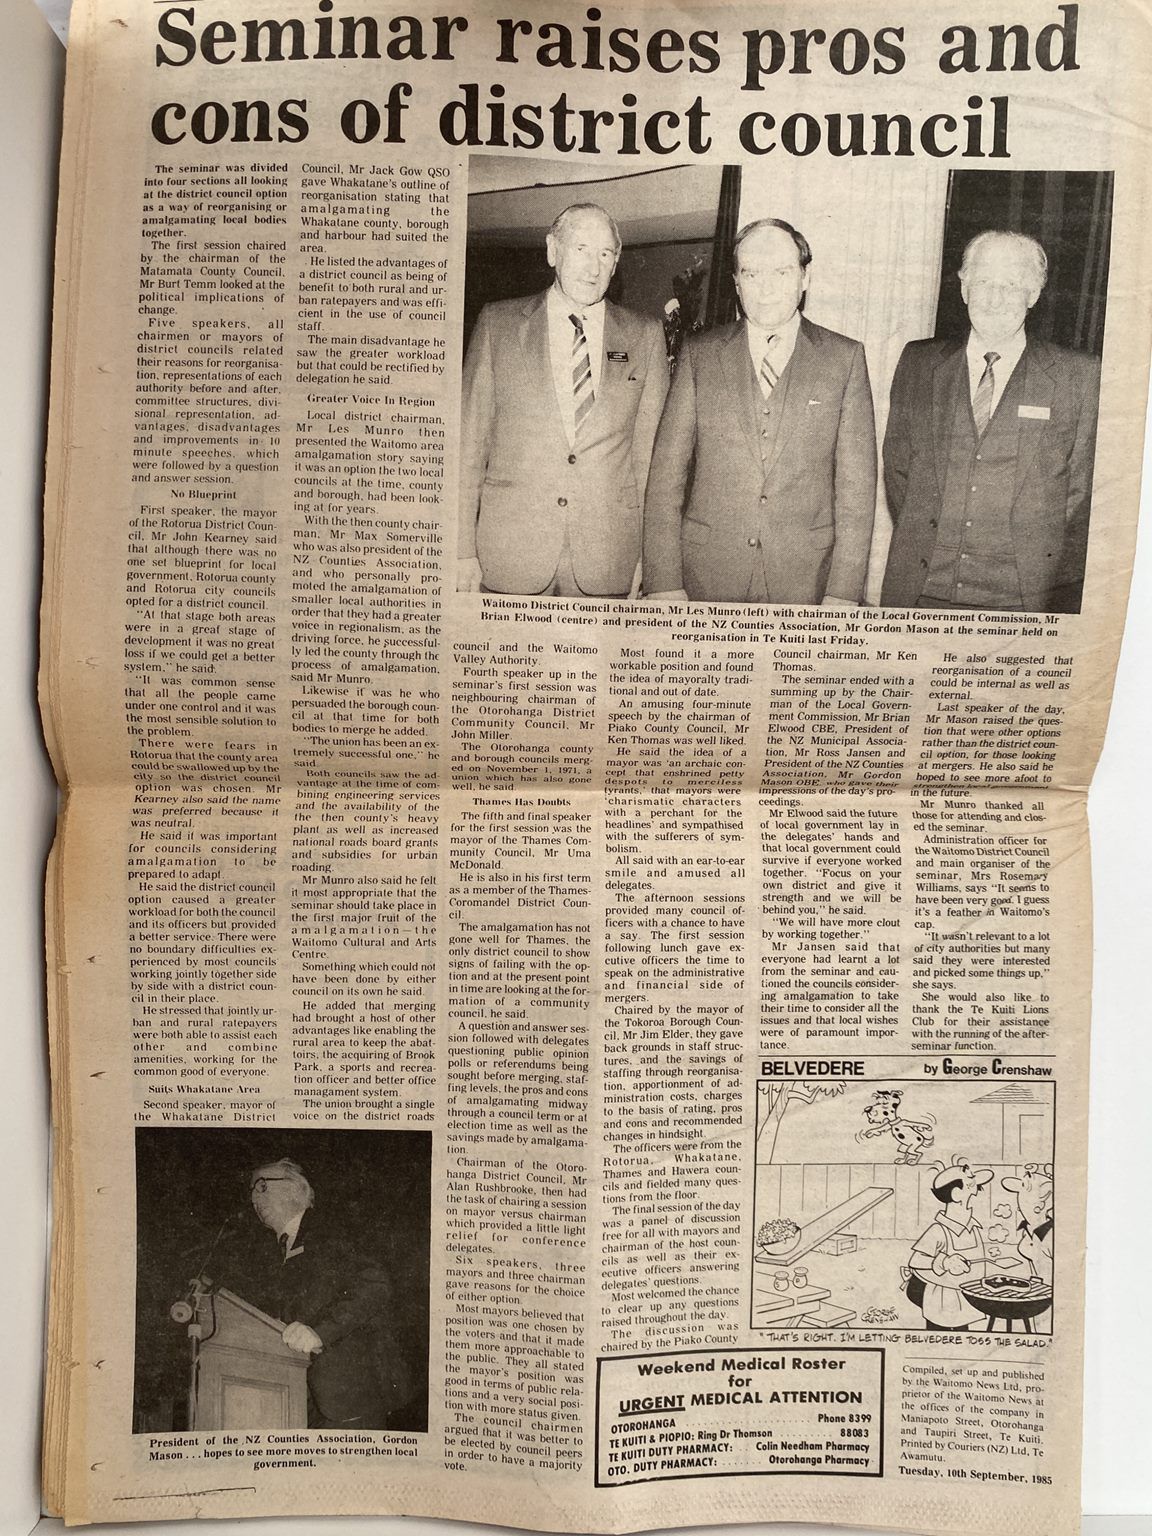 Seminar raises pros and
cons of district council
The seminar was divided
into four sections all looking
at the district council option
as a way of reorganising or
amalgamating local bodies
together.
The first session chaired
by the chairman of the
Matamata County Council,
Mr Burt Temm looked at the
political implications of
change.
Five speakers, all
chairmen or mayors of
district councils related
their reasons for reorganisa-
tion, representations of each
authority before and after,
committee structures, divi-
sional representation, ad-
vantages, disadvantages
and improvements in 10
minute speeches, which
were followed by a question
and answer session.
No Blueprint
First speaker, the mayor
of the Rotorua District Coun-
cil, Mr John Kearney said
that although there was no
one set blueprint for local
government, Rotorua county
and Rotorua city councils
opted for a district council.
"At that stage both areas
were in a great stage of
development it was no great
loss if we could get a better
system," he said.
"It was common sense
that all the people came
under one control and it was
the most sensible solution to
the problem.
There were fears in
Rotorua that the county area
could be swallowed up by the
city so the district council
option was chosen. Mr
Kearney also said the name
was preferred because it
was neutral.
He said it was important
for councils considering
amalgamation to be
prepared to adapt.
He said the district council
option caused a greater
workload for both the council
and its officers but provided
a better service. There were
no boundary difficulties ex-
perienced by most councils
working jointly together side
by side with a district coun-
cil in their place.
He stressed that jointly ur-
ban and rural ratepayers
were both able to assist each
other and combine
amenities, working for the
common good of everyone.
Suits Whakatane Area
Second speaker, mayor of
the Whakatane District
Council, Mr Jack Gow QSO
gave Whakatane's outline of
reorganisation stating that
amalgamating the
Whakatane county, borough
and harbour had suited the
area.
He listed the advantages of
a district council as being of
benefit to both rural and ur-
ban ratepayers and was effi-
cient in the use of council
staff.
The main disadvantage he
saw the greater workload
but that could be rectified by
delegation he said.
Greater Voice In Region
Local district chairman,
Mr Les Munro then
presented the Waitomo area
amalgamation story saying
it was an option the two local
councils at the time, county
and borough, had been look-
ing at for years.
With the then county chair-
man, Mr Max Somerville
who was also president of the
NZ Counties Association,
and who personally pro-
moted the amalgamation of
smaller local authorities in
order that they had a greater
voice in regionalism, as the
driving force, he successful-
ly led the county through the
process of amalgamation,
said Mr Munro.
Likewise it was he who
persuaded the borough coun-
cil at that time for both
bodies to merge he added.
"The union has been an ex-
tremely successful one," he
said.
Both councils saw the ad-
vantage at the time of com-
bining engineering services
and the availability of the
the then county's heavy
plant as well as increased
national roads board grants
and subsidies for urban
roading.
Mr Munro also said he felt
it most appropriate that the
seminar should take place in
the first major fruit of the
amalgamation — the
Waitomo Cultural and Arts
Centre.
Something which could not
have been done by either
council on its own he said.
He added that merging
had brought a host of other
advantages like enabling the
rural area to keep the abat-
toirs, the acquiring of Brook
Park, a sports and recrea-
tion officer and better office
managament system.
The union brought a single
voice on the district roads
Waitomo District Council chairman, Mr Les Munro (left) with chairman of the Local Government Commission, Mr
Brian Elwood (centre) and president of the NZ Counties Association, Mr Gordon Mason at the seminar held on
reorganisation in Te Kuiti last Friday.
council and the Waitomo
Valley Authority.
Fourth speaker up in the
seminar's first session was
neighbouring chairman of
the Otorohanga District
Community Council, Mr
John Miller.
The Otorohanga county
and borough councils merg-
ed on November 1, 1971, a
union which has also gone
well, he said.
Thames Has Doubts
The fifth and final speaker
for the first session was the
mayor of the Thames Com-
munity Council, Mr Uma
McDonald.
He is also in his first term
as a member of the Thames-
Coromandel District Coun-
cil.
The amalgamation has not
gone well for Thames, the
only district council to show
signs of failing with the op-
tion and at the present point
in time are looking at the for-
mation of a community
council, he said.
A question and answer ses-
sion followed with delegates
questioning public opinion
polls or referendums being
sought before merging, staf-
fing levels, the pros and cons
of amalgamating midway
through a council term or at
election time as well as the
savings made by amalgama-
tion.
Chairman of the Otoro-
hanga District Council, Mr
Alan Rushbrooke, then had
the task of chairing a session
on mayor versus chairman
which provided a little light
relief for conference
delegates.
Six speakers, three
mayors and three chairman
gave reasons for the choice
of either option.
Most mayors believed that
position was one chosen by
the voters and that it made
them more approachable to
the public. They all stated
the mayor's position was
good in terms of public rela-
tions and a very social posi-
tion with more status given.
The council chairmen
argued that it was better to
be elected by council peers
in order to have a majority
vote.
Most found it a more
workable position and found
the idea of mayoralty tradi-
tional and out of date.
An amusing four-minute
speech by the chairman of
Piako County Council, Mr
Ken Thomas was well liked.
He said the idea of a
mayor was 'an archaic con-
cept that enshrined petty
despots to merciless
tyrants,' that mayors were
'charismatic characters
with a perchant for the
headlines' and sympathised
with the sufferers of sym-
bolism.
All said with an ear-to-ear
smile and amused all
delegates.
The afternoon sessions
provided many council of-
ficers with a chance to have
a say. The first session
following lunch gave exe-
cutive officers the time to
speak on the administrative
and financial side of
mergers.
Chaired by the mayor of
the Tokoroa Borough Coun-
cil, Mr Jim Elder, they gave
back grounds in staff struc-
tures, and the savings of
staffing through reorganisa-
tion, apportionment of ad-
ministration costs, charges
to the basis of rating, pros
and cons and recommended
changes in hindsight.
The officers were from the
Rotorua, Whakatane,
Thames and Hawera coun-
cils and fielded many ques-
tions from the floor.
The final session of the day
was a panel of discussion
free for all with mayors and
chairman of the host coun-
cils as well as their ex-
ecutive officers answering
delegates' questions.
Most welcomed the chance
to clear up any questions
raised throughout the day.
The discussion was
chaired by the Piako County
Council chairman, Mr Ken
Thomas.
The seminar ended with a
summing up by the Chair-
man of the Local Govern-
ment Commission, Mr Brian
Elwood CBE, President of
the NZ Municipal Associa-
tion, Mr Ross Jansen and
President of the NZ Counties
Association, Mr Gordon
Mason OBE, who gave their
impressions of the day's pro-
ceedings.
Mr Elwood said the future
of local government lay in
the delegates' hands and
that local government could
survive if everyone worked
together. "Focus on your
own district and give it
strength and we will be
behind you," he said.
"We will have more clout
by working together."
Mr Jansen said that
everyone had learnt a lot
from the seminar and cau-
tioned the councils consider-
ing amalgamation to take
their time to consider all the
issues and that local wishes
were of paramount impor-
tance.
He also suggested that
reorganisation of a council
could be internal as well as
external.
Last speaker of the day,
Mr Mason raised the ques-
tion that were other options
rather than the district coun-
cil option, for those looking
at mergers. He also said he
hoped to see more afoot to
strengthen local government
in the future.
Mr Munro thanked all
those for attending and clos-
ed the seminar.
Administration officer for
the Waitomo District Council
and main organiser of the
seminar, Mrs Rosemary
Williams, says "It seems to
have been very good. I guess
it's a feather in Waitomo's
cap.
"It wasn't relevant to a lot
of city authorities but many
said they were interested
and picked some things up,"
she says.
She would also like to
thank the Te Kuiti Lions
Club for their assistance
with the running of the after-
seminar function.
BELVEDERE by George Crenshaw
"THAT'S RIGHT. I'M LETTING BELVEDERE TOSS THE SALAD."
President of the NZ Counties Association, Gordon
Mason . . . hopes to see more moves to strengthen local
government.
Weekend Medical Roster
for
URGENT MEDICAL ATTENTION
OTOROHANGA Phone 8399
TE KUITI & PIOPIO: Ring Dr Thomson 88083
TE KUITI DUTY PHARMACY: Colin Needham Pharmacy
OTO. DUTY PHARMACY: Otorohanga Pharmacy
Compiled, set up and published
by the Waitomo News Ltd, pro-
prietor of the Waitomo News at
the offices of the company in
Maniapoto Street, Otorohanga
and Taupiri Street, Te Kuiti.
Printed by Couriers (NZ) Ltd, Te
Awamutu.
Tuesday, 10th September, 1985